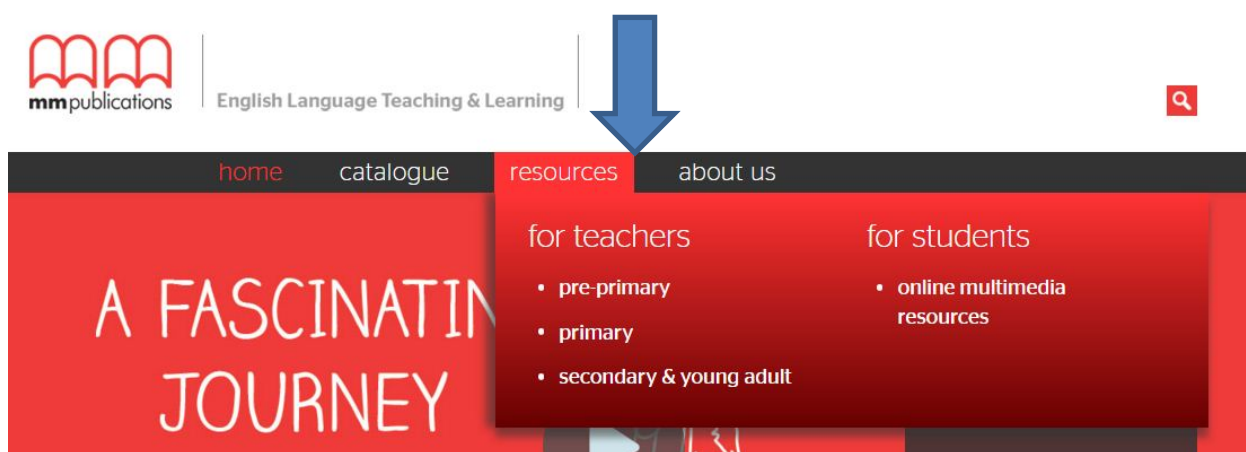 mmpublications
English Language Teaching & Learning
home catalogue resources about us
for teachers
• pre-primary
• primary
• secondary & young adult
for students
• online multimedia
resources
A FASCINATIN
JOURNEY